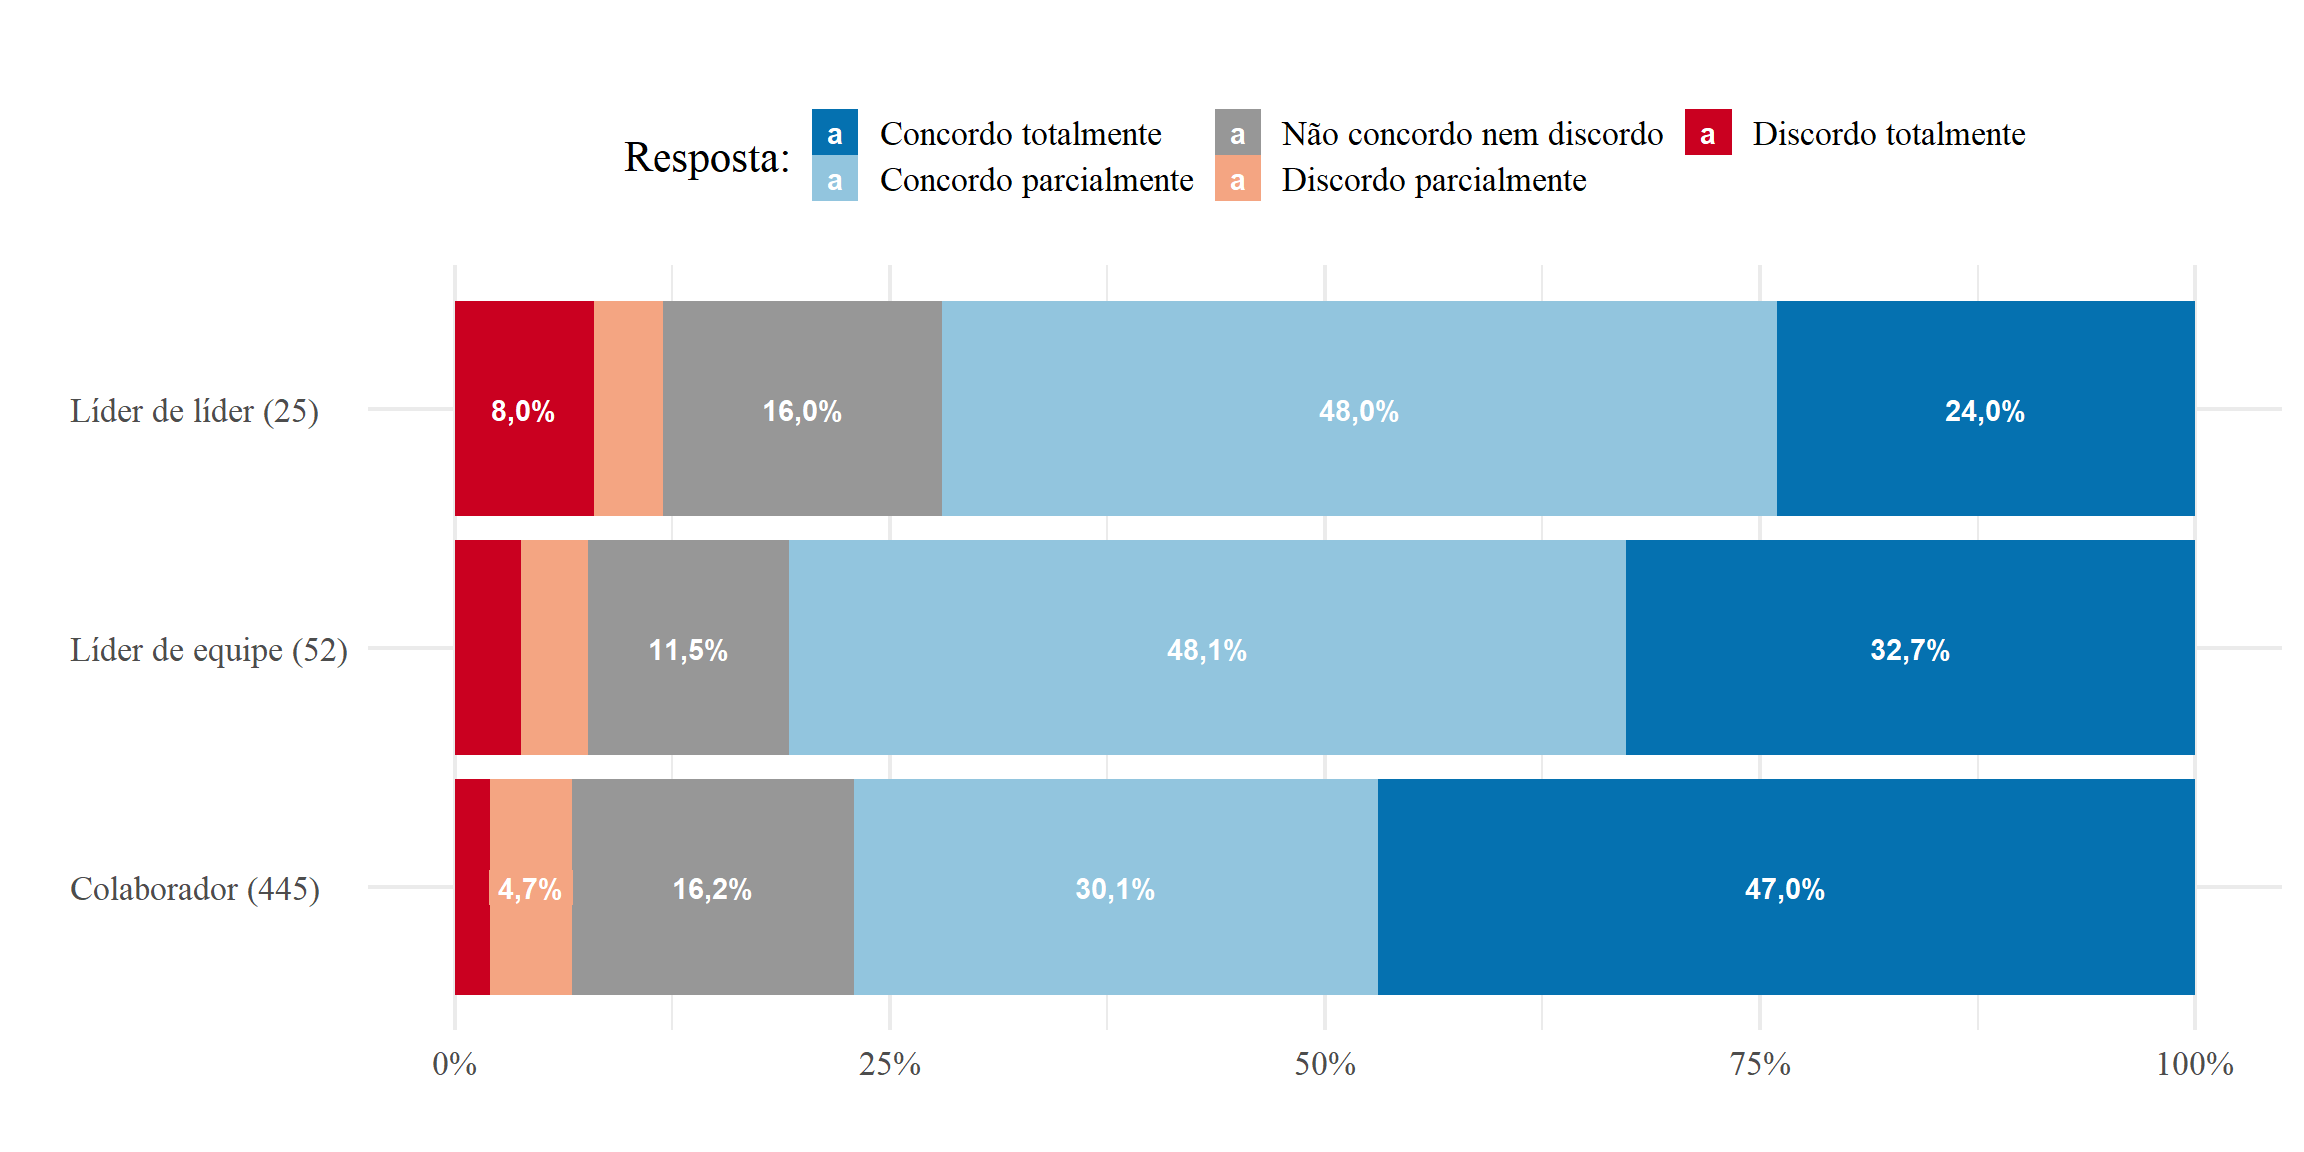 Resposta:
a Concordo totalmente a Não concordo nem discordo a Discordo totalmente
a Concordo parcialmente a Discordo parcialmente
Líder de líder (25) 8,0% 16,0% 48,0% 24,0%
Líder de equipe (52) 11,5% 48,1% 32,7%
Colaborador (445) 4,7% 16,2% 30,1% 47,0%
0% 25% 50% 75% 100%